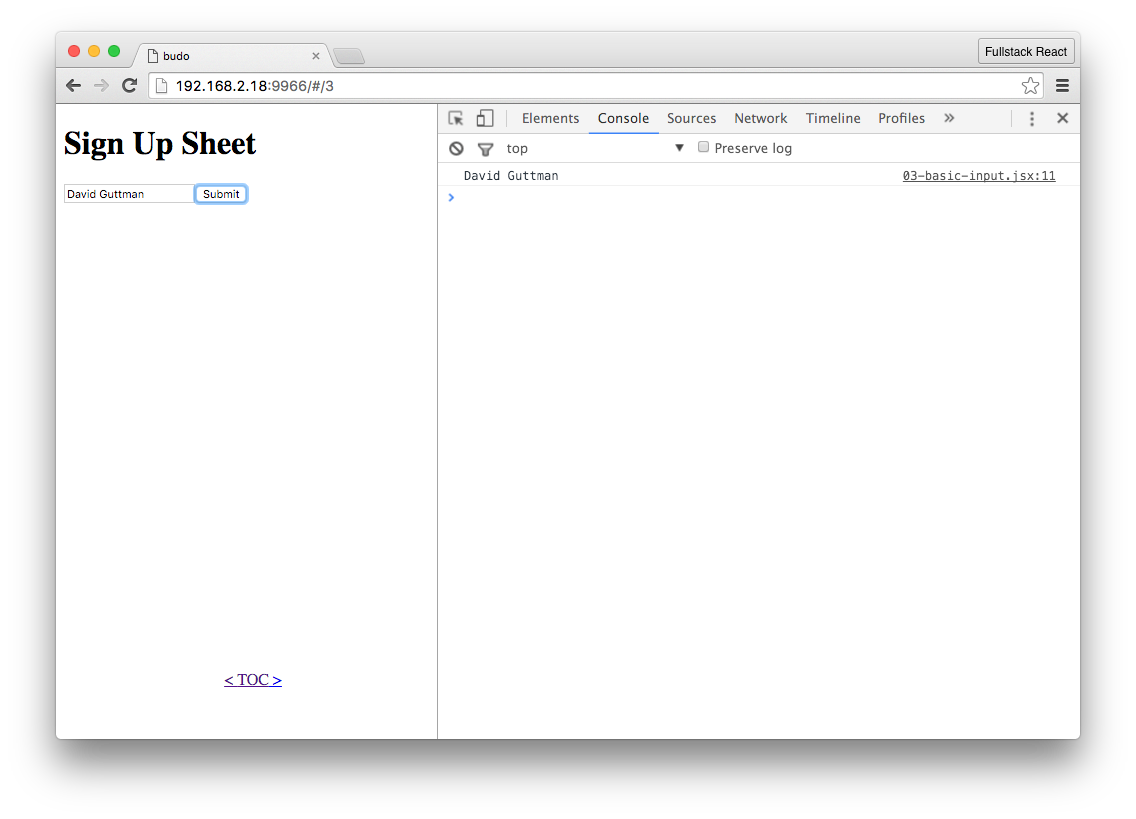 budo
Fullstack React
192.168.2.18:9966/#/3
Sign Up Sheet
David Guttman Submit
< TOC >
Elements Console Sources Network Timeline Profiles »
top ▼ Preserve log
David Guttman 03-basic-input.jsx:11